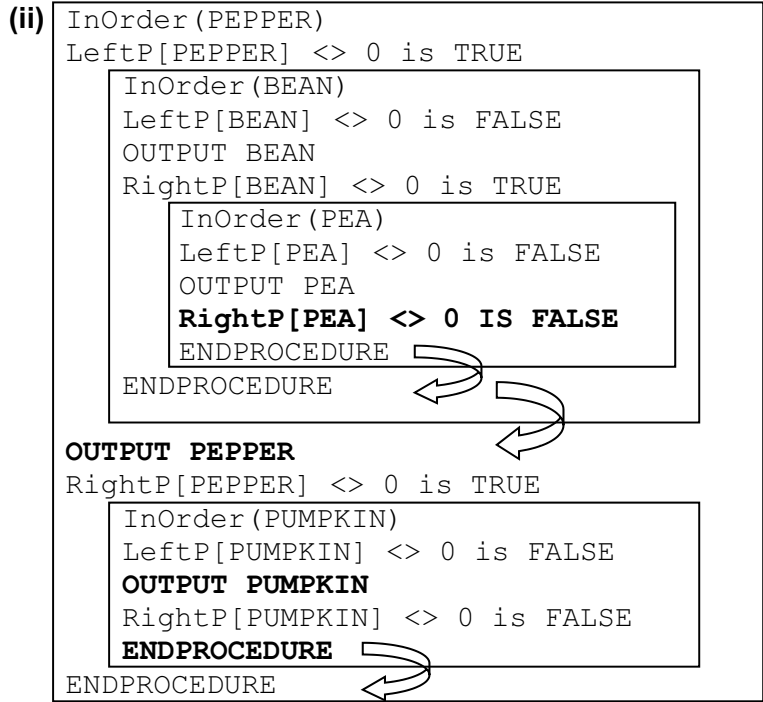 (ii) InOrder(PEPPER)
LeftP[PEPPER] <> 0 is TRUE
InOrder(BEAN)
LeftP[BEAN] <> 0 is FALSE
OUTPUT BEAN
RightP[BEAN] <> 0 is TRUE
InOrder(PEA)
LeftP[PEA] <> 0 is FALSE
OUTPUT PEA
RightP[PEA] <> 0 IS FALSE
ENDPROCEDURE
ENDPROCEDURE
OUTPUT PEPPER
RightP[PEPPER] <> 0 is TRUE
InOrder(PUMPKIN)
LeftP[PUMPKIN] <> 0 is FALSE
OUTPUT PUMPKIN
RightP[PUMPKIN] <> 0 is FALSE
ENDPROCEDURE
ENDPROCEDURE